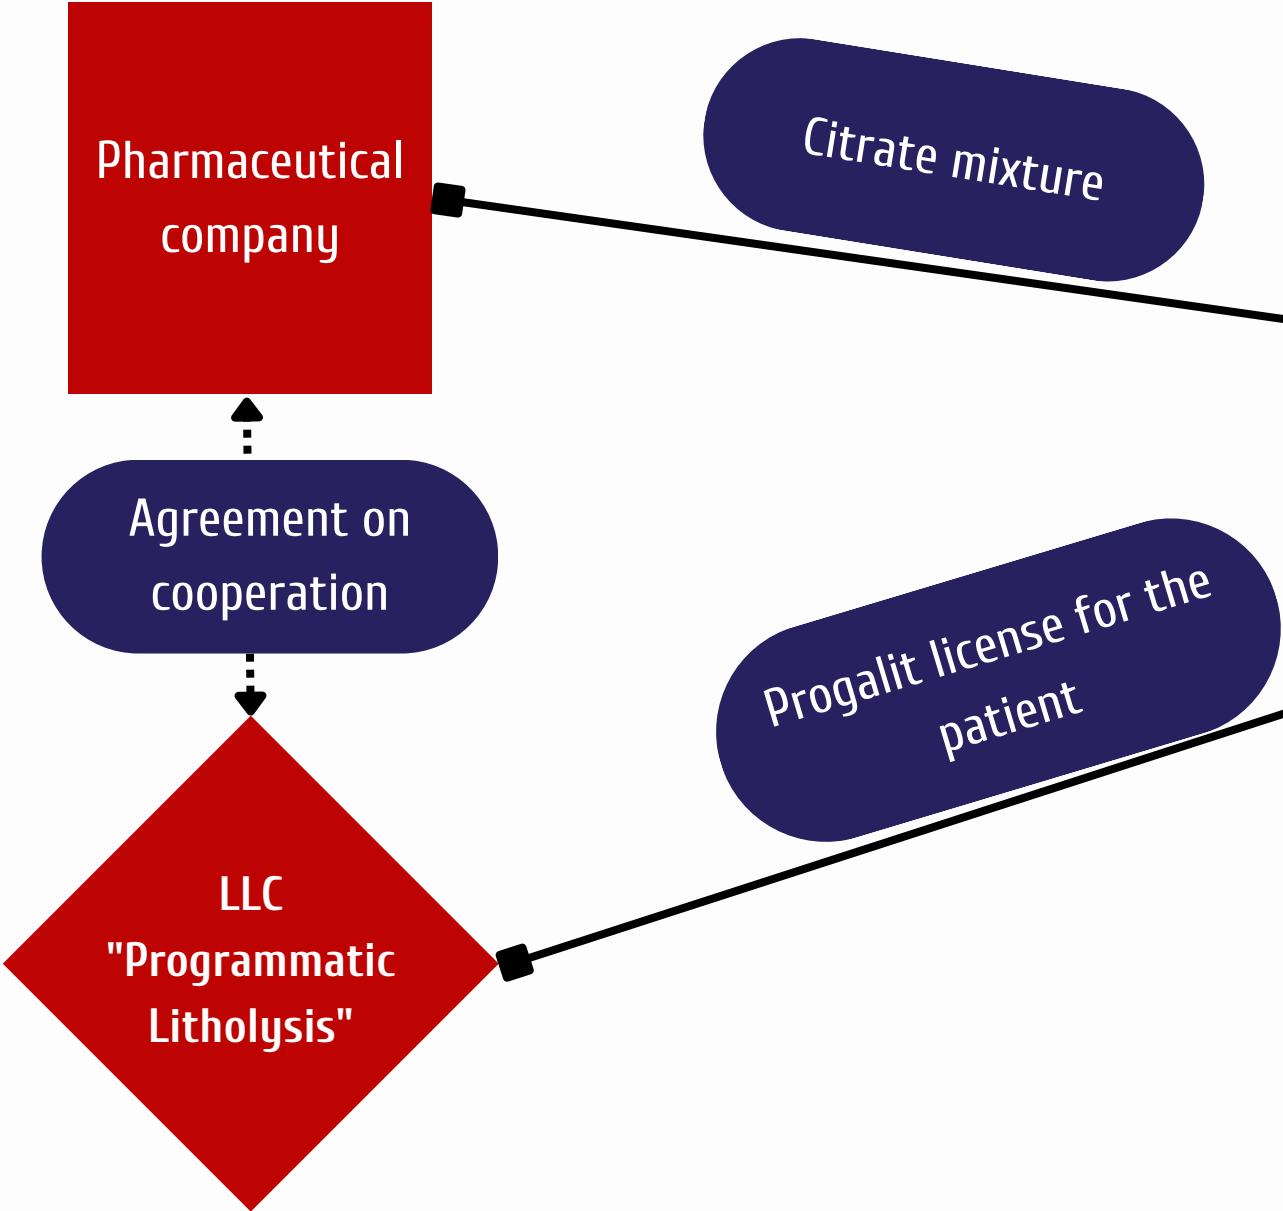 Pharmaceutical
company
Citrate mixture
Agreement on
cooperation
Progalit license for the
patient
LLC
"Programmatic
Litholysis"